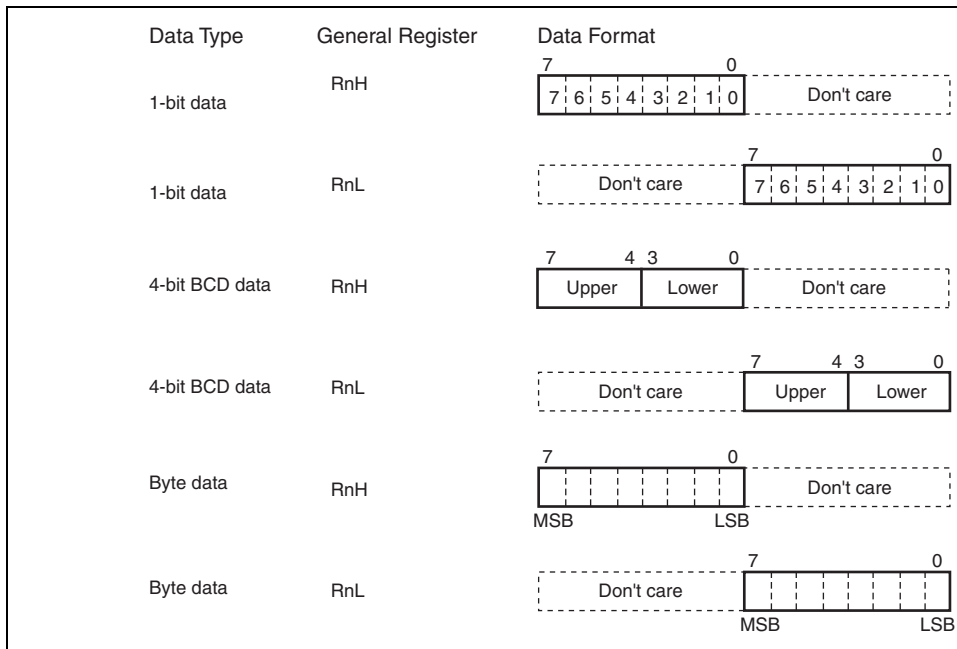 Data Type General Register Data Format
7 0
1-bit data RnH 7 6 5 4 3 2 1 0 Don't care
7 0
1-bit data RnL Don't care 7 6 5 4 3 2 1 0
7 4 3 0
4-bit BCD data RnH Upper Lower Don't care
7 4 3 0
4-bit BCD data RnL Don't care Upper Lower
7 0
Byte data RnH Don't care
MSB LSB
7 0
Byte data RnL Don't care
MSB LSB